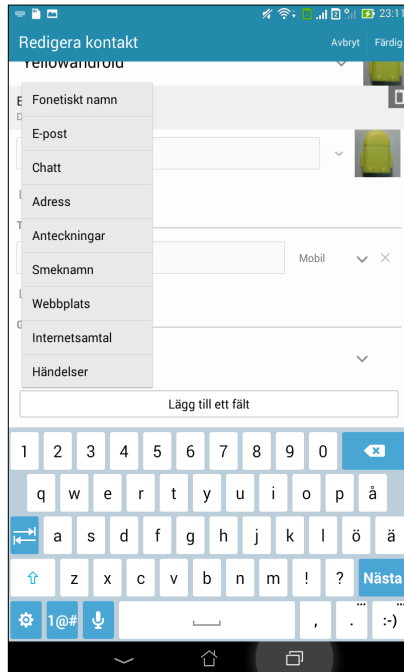 23:11
Redigera kontakt
Avbryt
Färdig
Yellowandroid
Fonetiskt namn
E-post
Chatt
Adress
Anteckningar
Smeknamn
Webbplats
Internetsamtal
Händelser
Mobil
Lägg till ett fält
1 2 3 4 5 6 7 8 9 0
q w e r t y u i o p å
a s d f g h j k l ö ä
z x c v b n m ! ? Nästa
1@# , . :-)